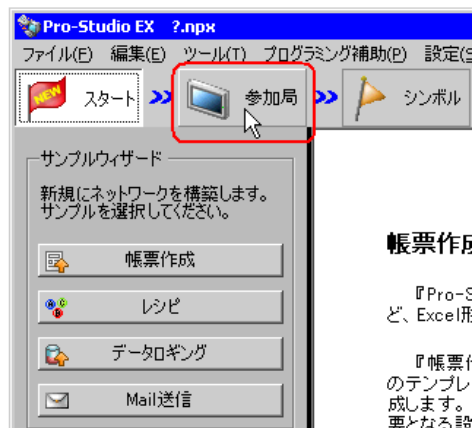 Pro-Studio EX ?.npx
ファイル(F) 編集(E) ツール(T) プログラミング補助(P) 設定(S
NEW スタート 参加局 シンボル
サンプルウィザード
新規にネットワークを構築します。
サンプルを選択してください。
帳票作成
レシピ
データロギング
Mail送信
帳票作成
『Pro-S
ど、Excel形
『帳票作
のテンプレ
成します。
要となる設